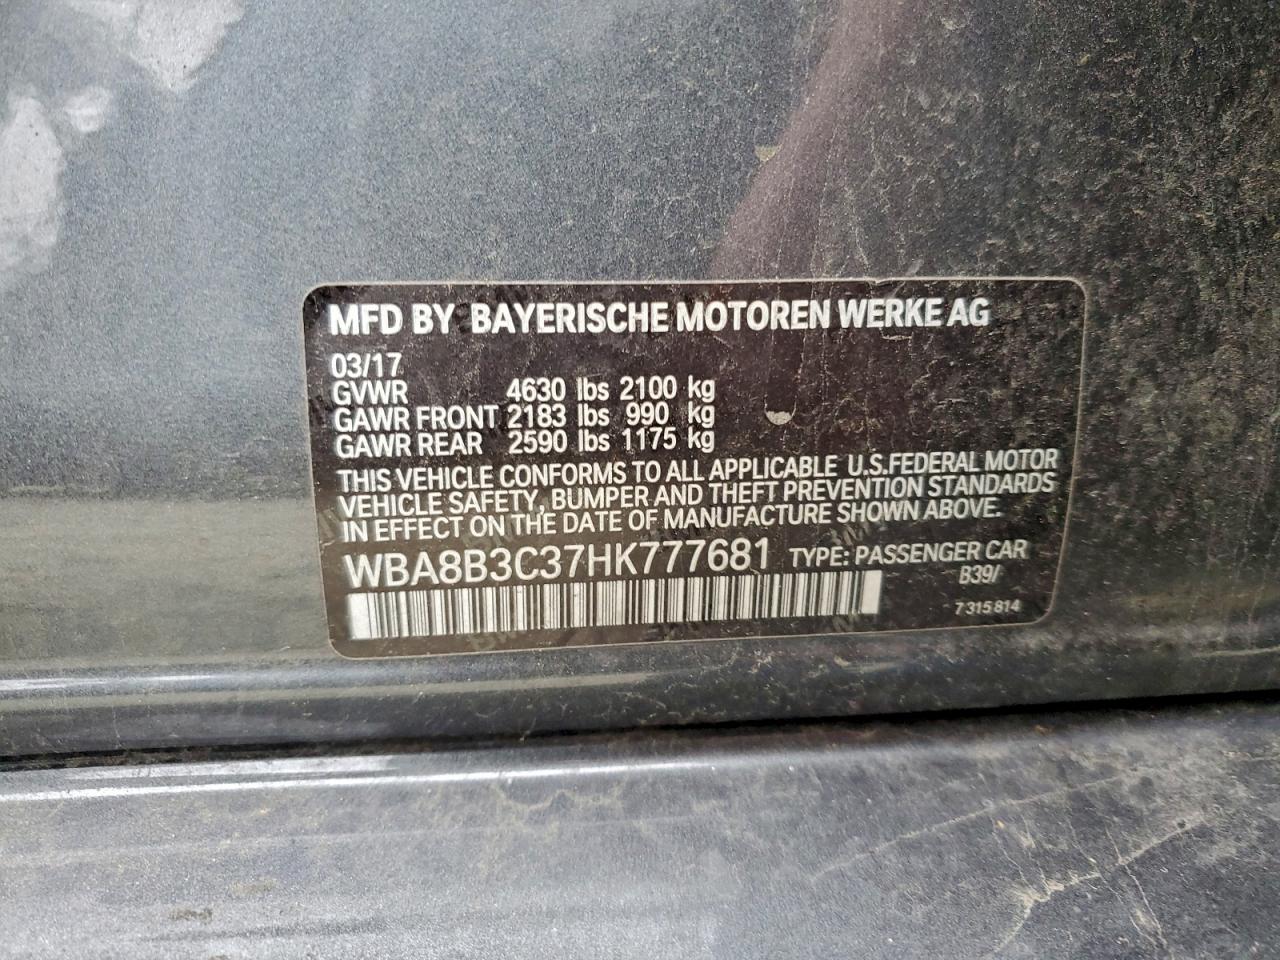 MFD BY BAYERISCHE MOTOREN WERKE AG
03/17
GVWR 4630 lbs 2100 kg
GAWR FRONT 2183 lbs 990 kg
GAWR REAR 2590 lbs 1175 kg
THIS VEHICLE CONFORMS TO ALL APPLICABLE U.S.FEDERAL MOTOR
VEHICLE SAFETY, BUMPER AND THEFT PREVENTION STANDARDS
IN EFFECT ON THE DATE OF MANUFACTURE SHOWN ABOVE.
WBA8B3C37HK777681 TYPE: PASSENGER CAR
B39/
7 315 814